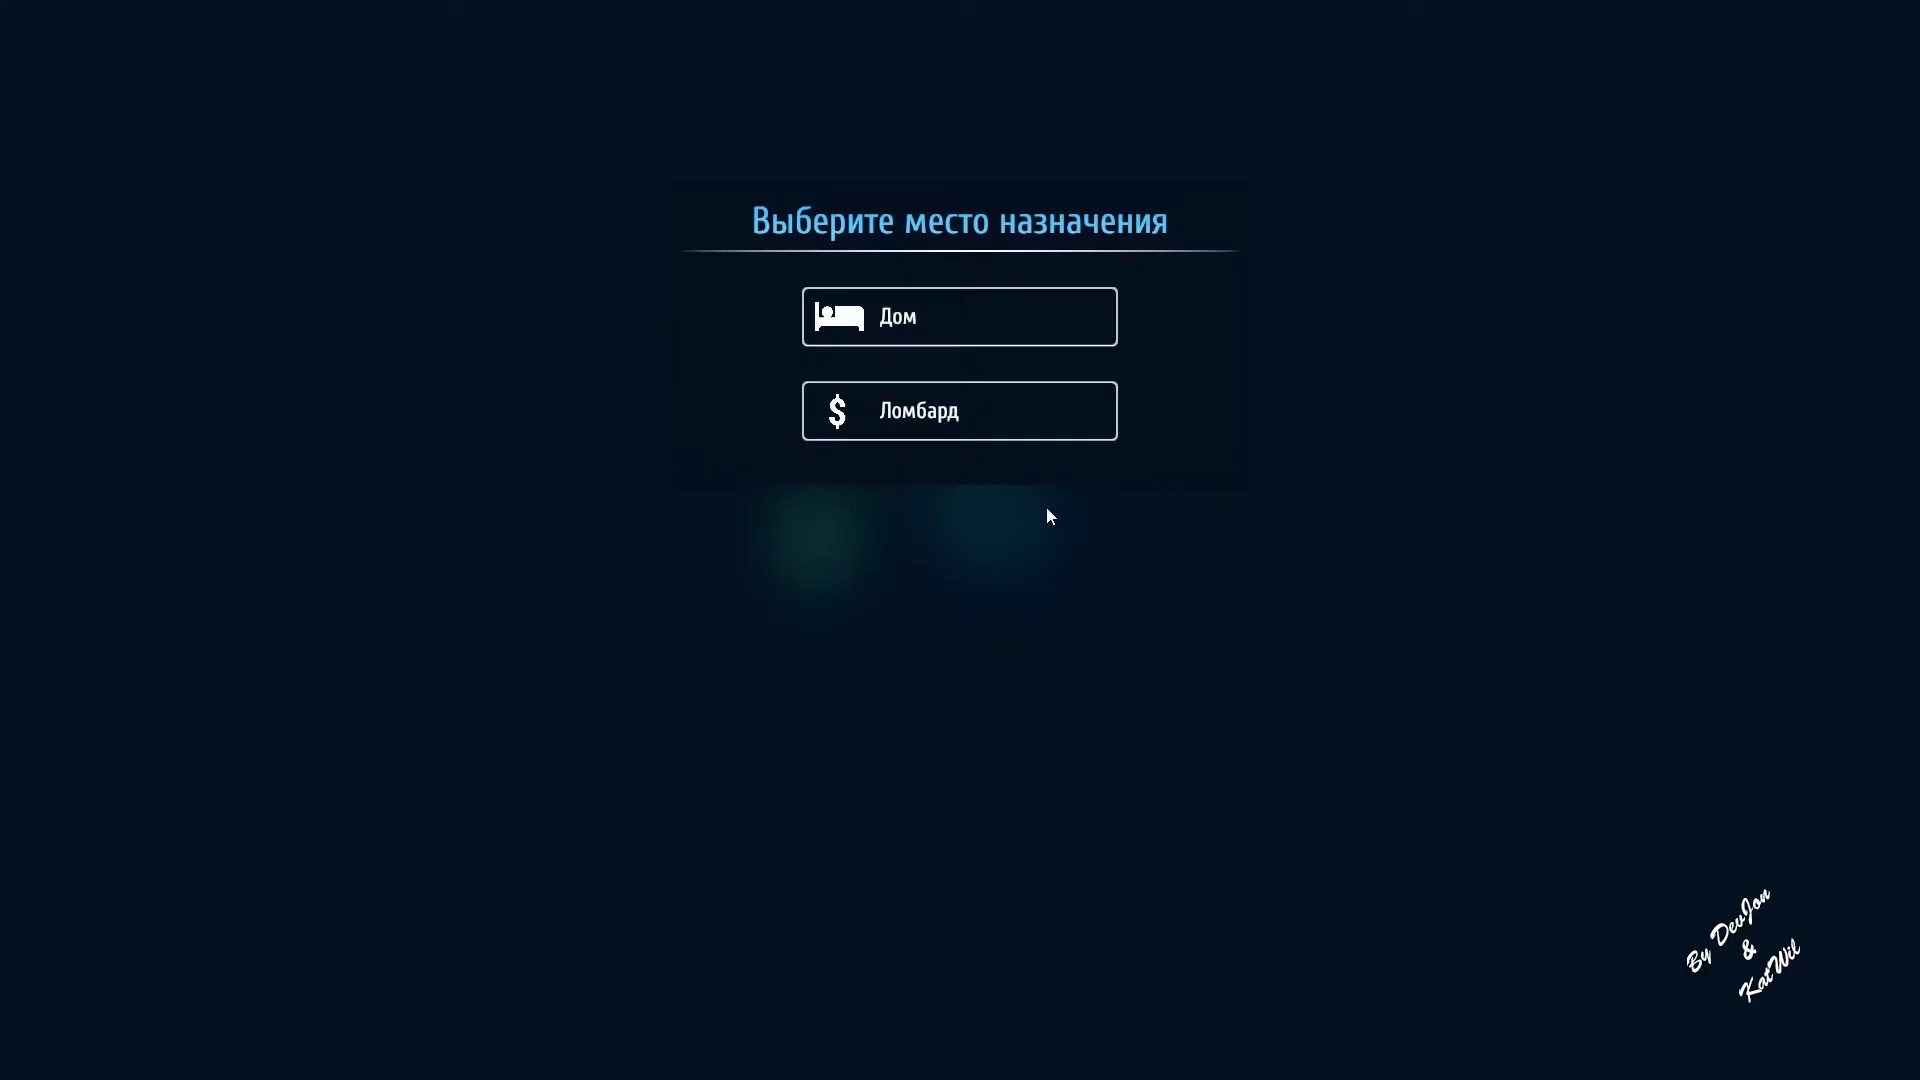 Выберите место назначения
Дом
$ Ломбард
By DevJon
&
KatWil